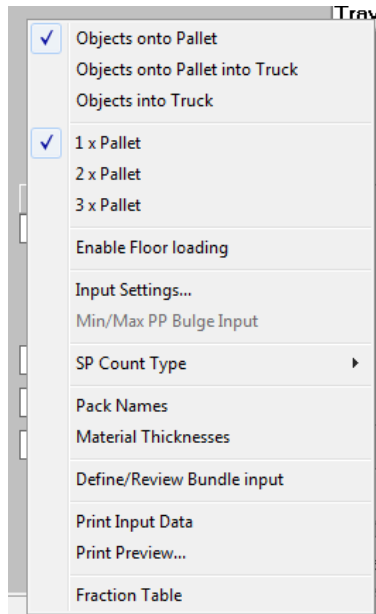 Trav
Objects onto Pallet
Objects onto Pallet into Truck
Objects into Truck
1 x Pallet
2 x Pallet
3 x Pallet
Enable Floor loading
Input Settings...
Min/Max PP Bulge Input
SP Count Type
Pack Names
Material Thicknesses
Define/Review Bundle input
Print Input Data
Print Preview...
Fraction Table